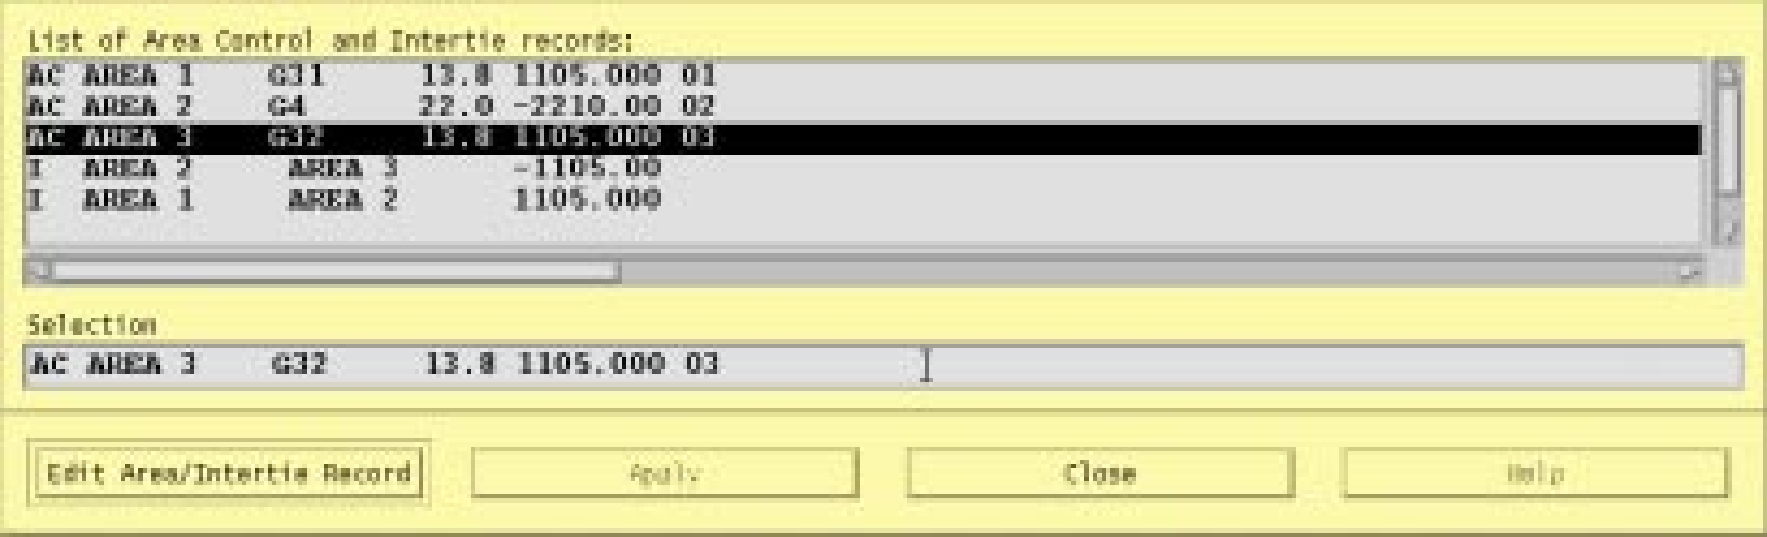 List of Area Control and Intertie records:
AC AREA 1    G31     13.8 1105.000 01
AC AREA 2    G4      22.0 -2210.00 02
AC AREA 3    G32     13.8 1105.000 03
I  AREA 2     AREA 3      -1105.00
I  AREA 1     AREA 2      1105.000
Selection
AC AREA 3    G32     13.8 1105.000 03
Edit Area/Intertie Record    Apply    Close    Help